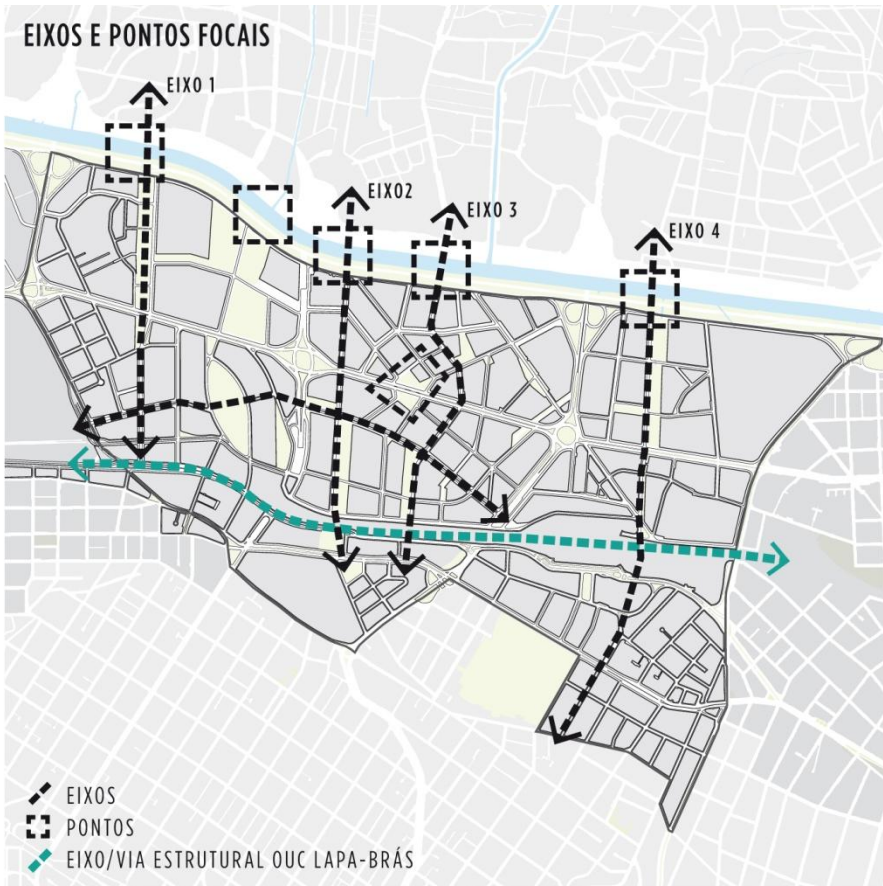 EIXOS E PONTOS FOCAIS
EIXO 1
EIXO2
EIXO 3
EIXO 4
EIXOS
PONTOS
EIXO/VIA ESTRUTURAL OUC LAPA-BRÁS